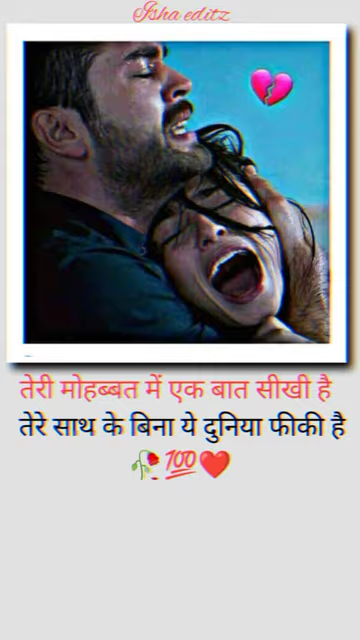 Isha editz
तेरी मोहब्बत में एक बात सीखी है
तेरे साथ के बिना ये दुनिया फीकी है
🥀💯❤️